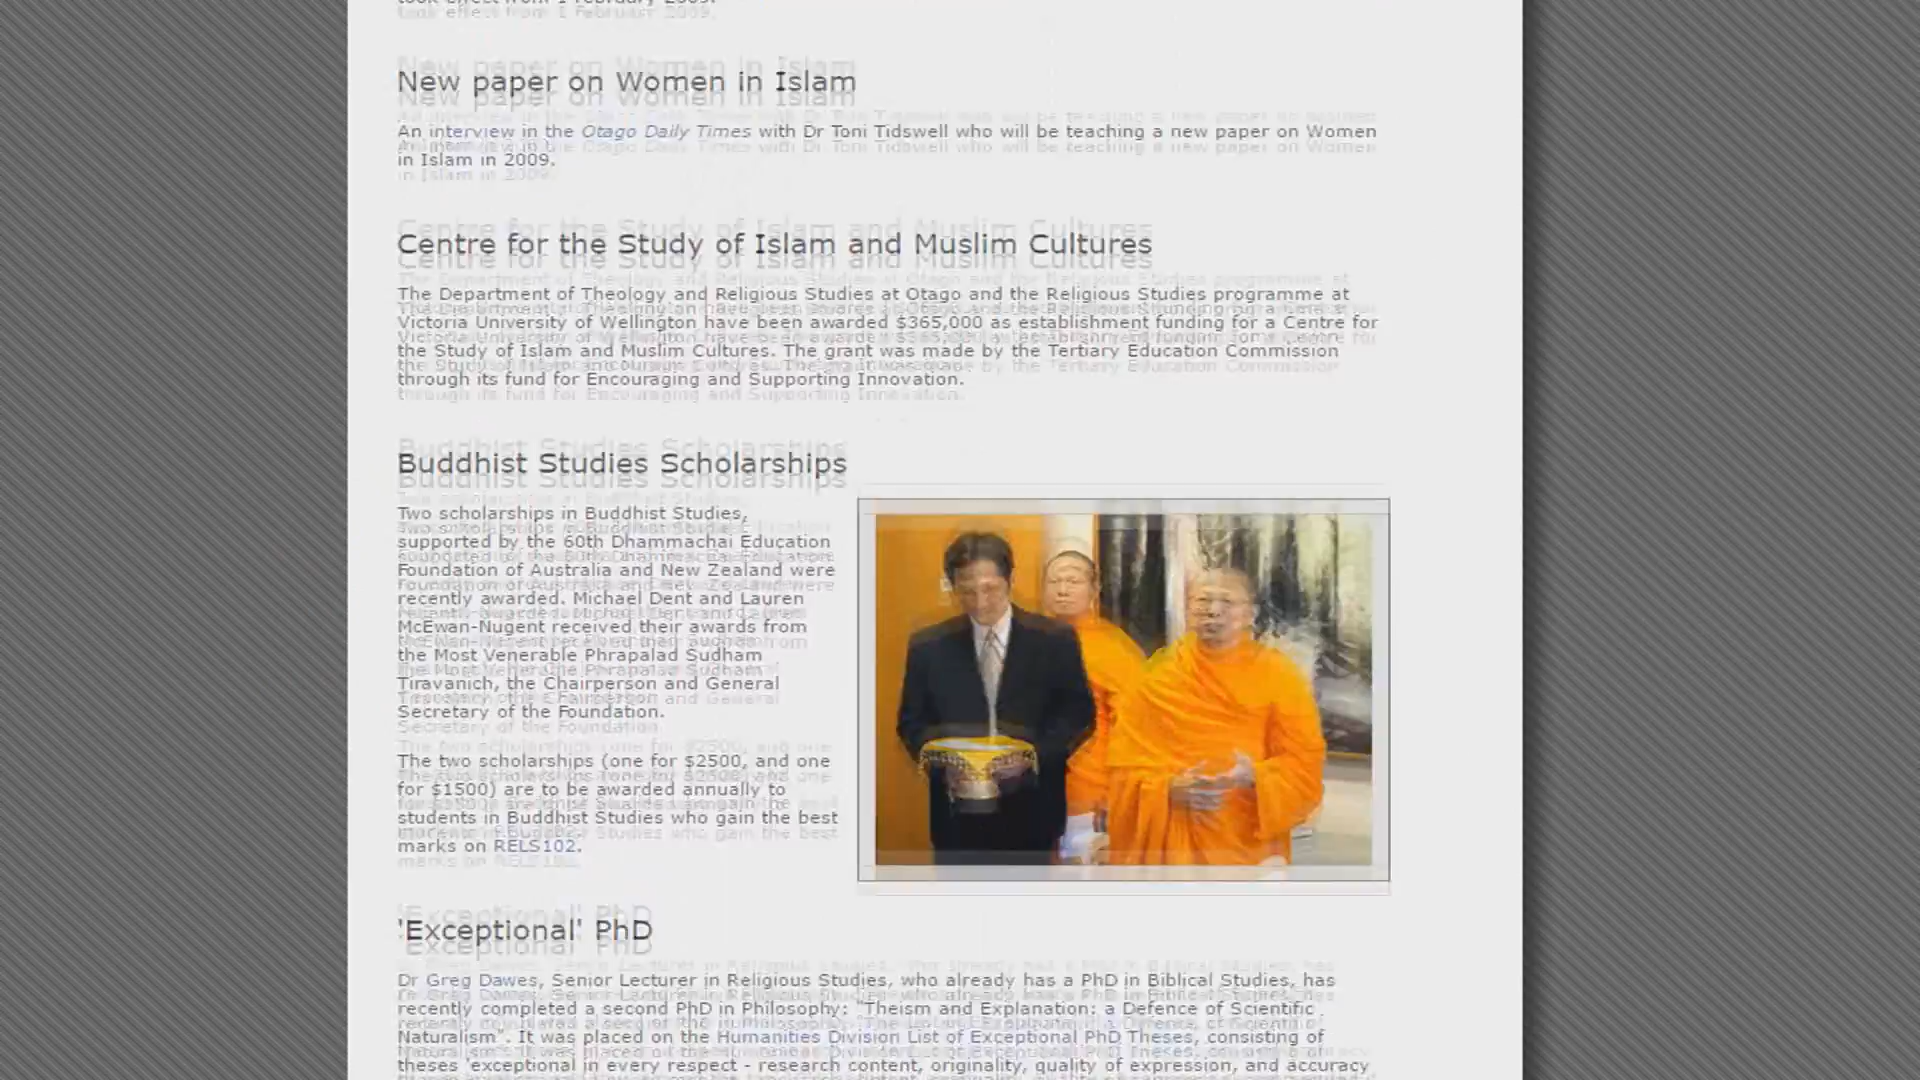 took effect from 1 February 2009.
New paper on Women in Islam
An interview in the Otago Daily Times with Dr Toni Tidswell who will be teaching a new paper on Women
in Islam in 2009.
Centre for the Study of Islam and Muslim Cultures
The Department of Theology and Religious Studies at Otago and the Religious Studies programme at
Victoria University of Wellington have been awarded $365,000 as establishment funding for a Centre for
the Study of Islam and Muslim Cultures. The grant was made by the Tertiary Education Commission
through its fund for Encouraging and Supporting Innovation.
Buddhist Studies Scholarships
Two scholarships in Buddhist Studies,
supported by the 60th Dhammachai Education
Foundation of Australia and New Zealand were
recently awarded. Michael Dent and Lauren
McEwan-Nugent received their awards from
the Most Venerable Phrapalad Sudham
Tiravanich, the Chairperson and General
Secretary of the Foundation.
The two scholarships (one for $2500, and one
for $1500) are to be awarded annually to
students in Buddhist Studies who gain the best
marks on RELS102.
'Exceptional' PhD
Dr Greg Dawes, Senior Lecturer in Religious Studies, who already has a PhD in Biblical Studies, has
recently completed a second PhD in Philosophy: "Theism and Explanation: a Defence of Scientific
Naturalism". It was placed on the Humanities Division List of Exceptional PhD Theses, consisting of
theses 'exceptional in every respect - research content, originality, quality of expression, and accuracy